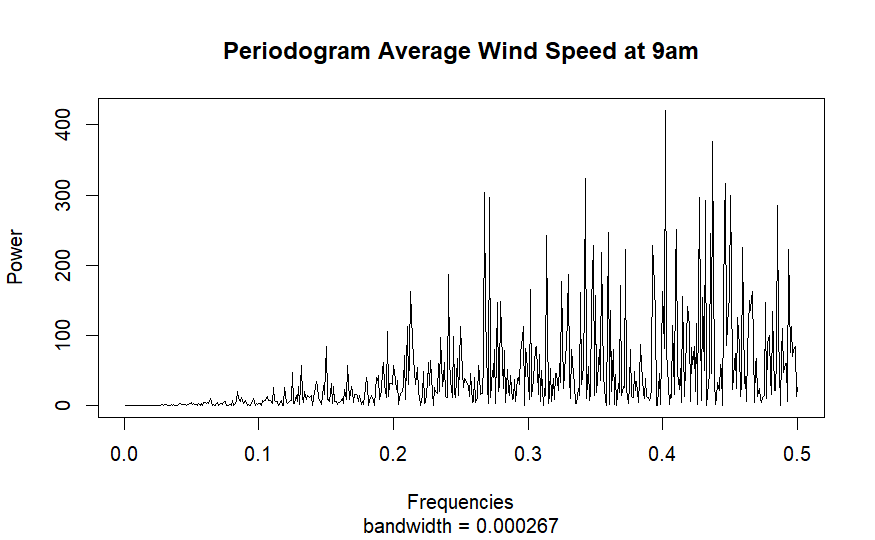 Periodogram Average Wind Speed at 9am
Power
400
300
200
100
0
0.0 0.1 0.2 0.3 0.4 0.5
Frequencies
bandwidth = 0.000267